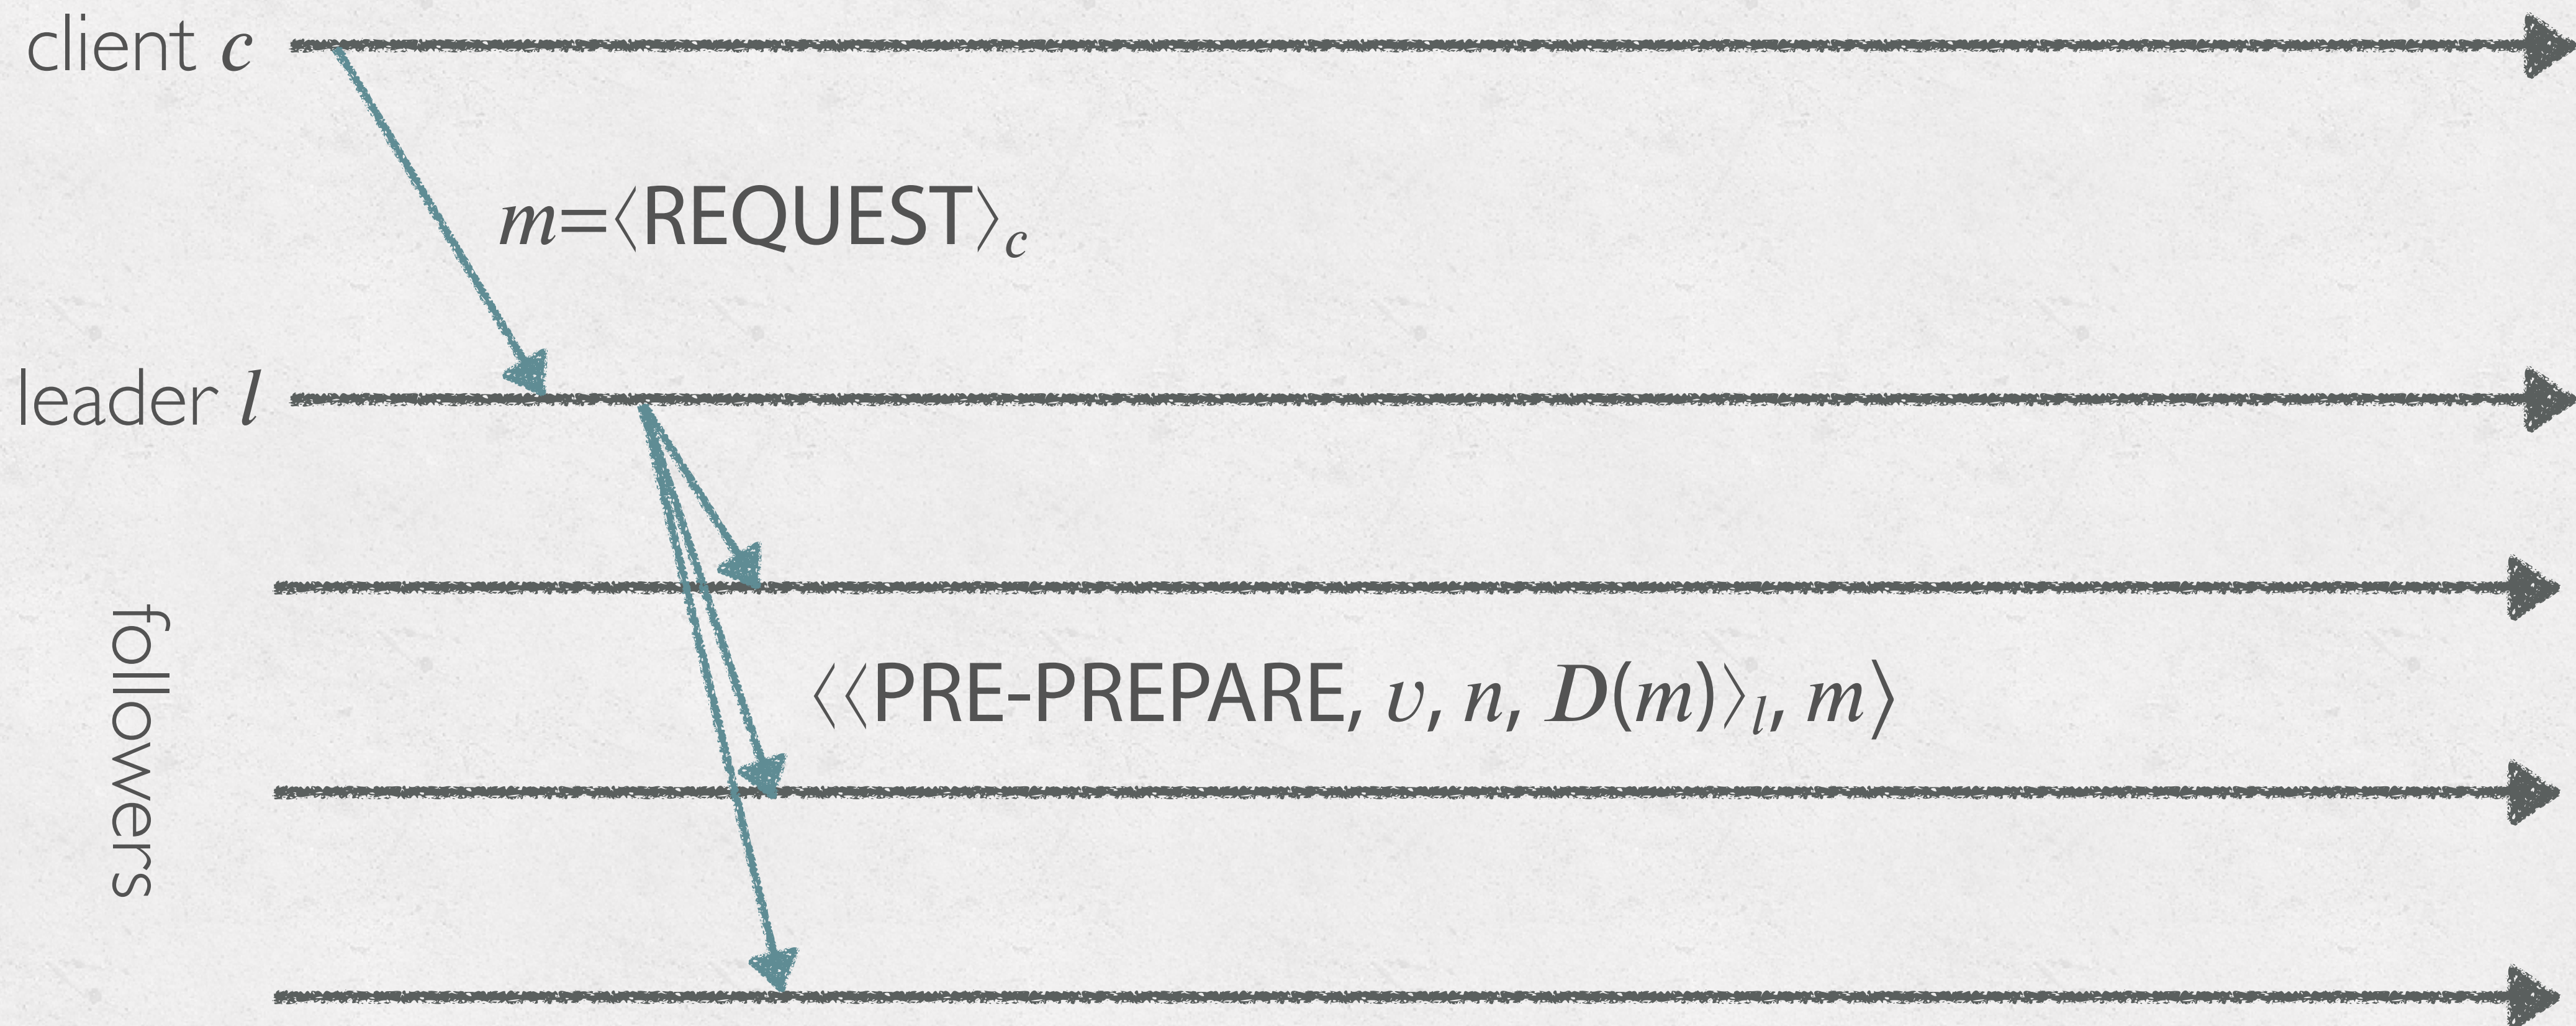 client c
m=⟨REQUEST⟩c
leader l
followers
⟨⟨PRE-PREPARE, v, n, D(m)⟩l, m⟩